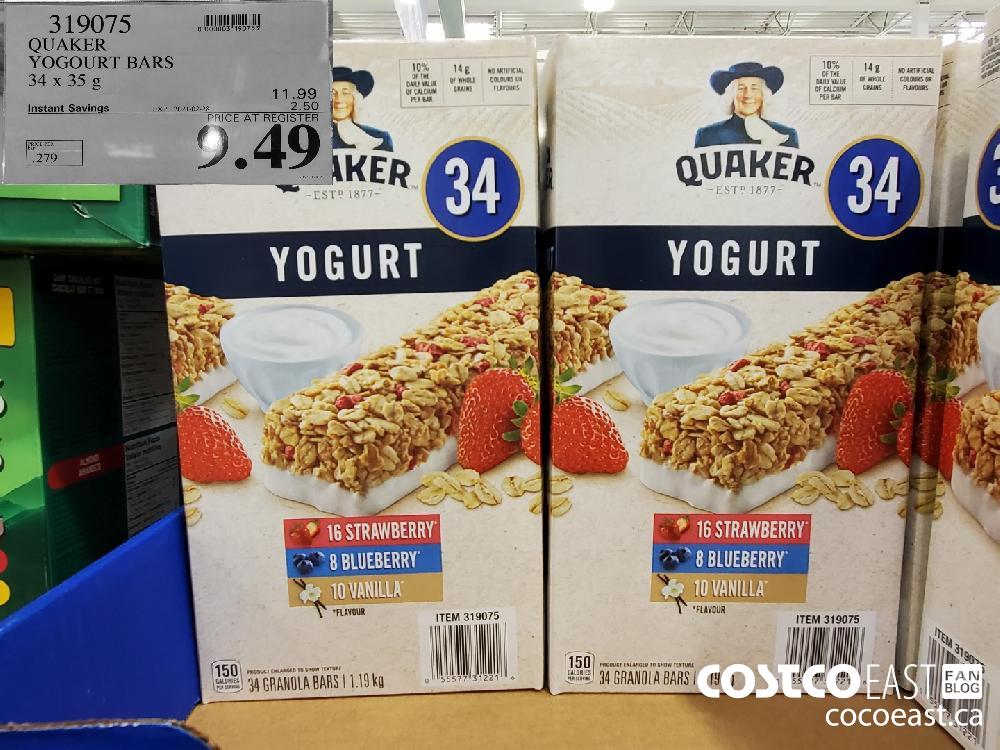 319075
QUAKER
YOGOURT BARS
34 x 35 g
11.99
Instant Savings
2.50
PRICE AT REGISTER
9.49
.279
10% OF THE DAILY VALUE OF CALCIUM PER BAR
14 g OF WHOLE GRAINS
NO ARTIFICIAL COLOURS OR FLAVOURS
QUAKER
ESTD 1877
34
YOGURT
16 STRAWBERRY*
8 BLUEBERRY*
10 VANILLA*
*FLAVOUR
ITEM 319075
150 CALORIES PER SERVING
PRODUCT ENLARGED TO SHOW TEXTURE
34 GRANOLA BARS | 1.19 kg
10% OF THE DAILY VALUE OF CALCIUM PER BAR
14 g OF WHOLE GRAINS
NO ARTIFICIAL COLOURS OR FLAVOURS
QUAKER
ESTD 1877
34
YOGURT
16 STRAWBERRY*
8 BLUEBERRY*
10 VANILLA*
*FLAVOUR
ITEM 319075
150 CALORIES PER SERVING
PRODUCT ENLARGED TO SHOW TEXTURE
34 GRANOLA BARS
ALMOND
COSTCO EAST FAN BLOG
cocoeast.ca